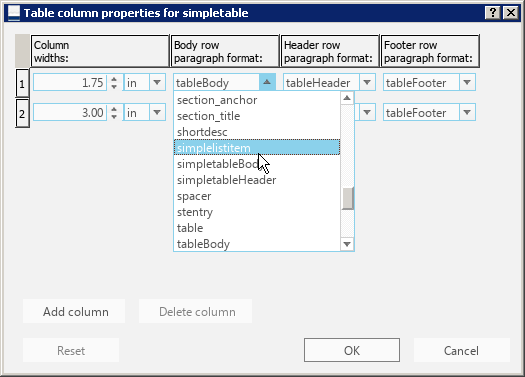 Table column properties for simpletable
Column
widths:
Body row
paragraph format:
Header row
paragraph format:
Footer row
paragraph format:
1 1.75 in tableBody tableHeader tableFooter
2 3.00 in tableFooter
section_anchor
section_title
shortdesc
simplelistitem
simpletableBody
simpletableHeader
spacer
stentry
table
tableBody
Add column Delete column
Reset OK Cancel